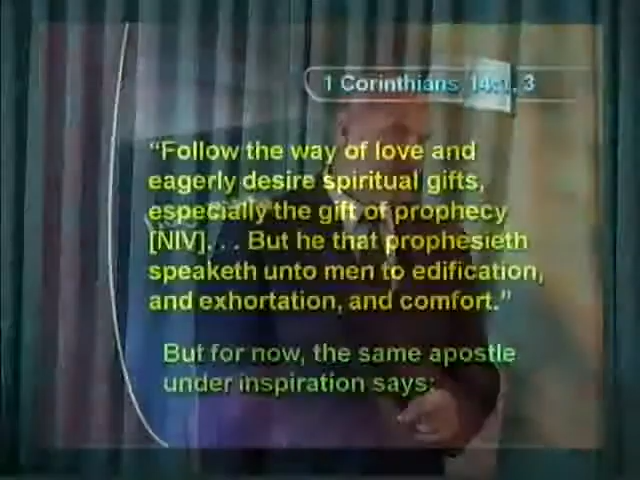 1 Corinthians 14:1, 3
“Follow the way of love and
eagerly desire spiritual gifts,
especially the gift of prophecy
[NIV]. . . But he that prophesieth
speaketh unto men to edification,
and exhortation, and comfort.”
But for now, the same apostle
under inspiration says: